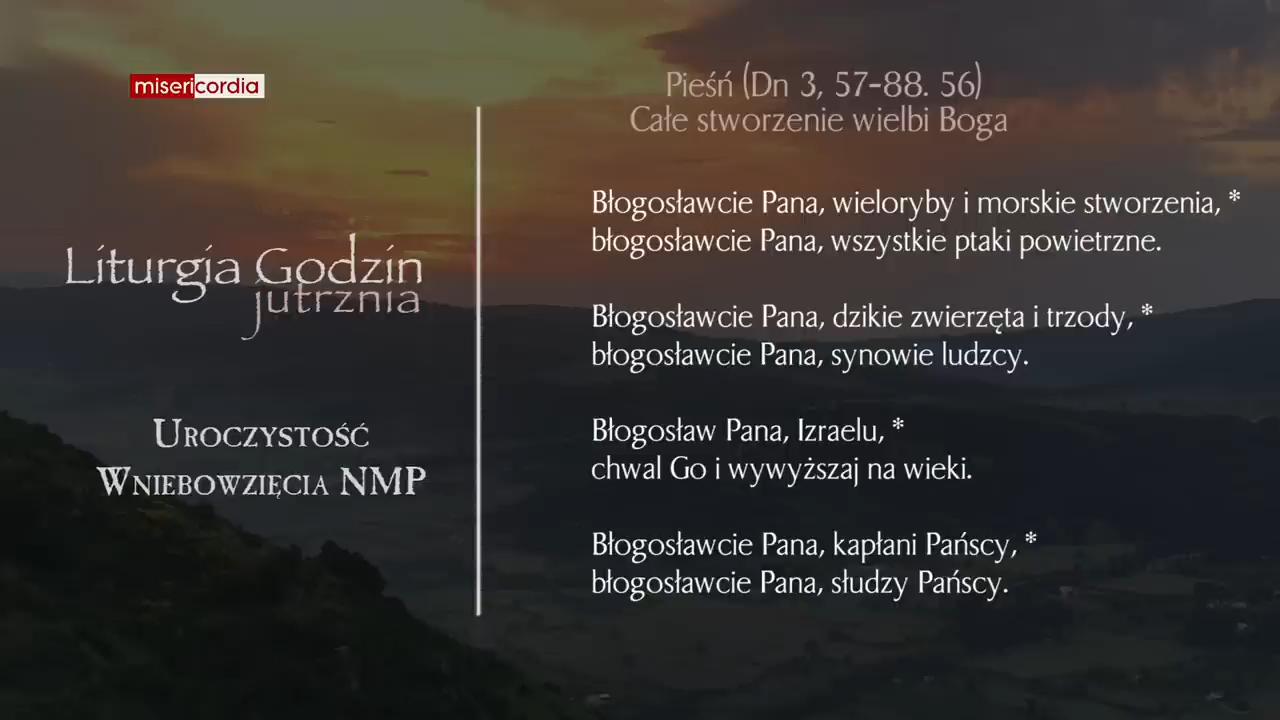 misericordia
Liturgia Godzin
jutrznia
Uroczystość
Wniebowzięcia NMP
Pieśń (Dn 3, 57-88. 56)
Całe stworzenie wielbi Boga
Błogosławcie Pana, wieloryby i morskie stworzenia, *
błogosławcie Pana, wszystkie ptaki powietrzne.
Błogosławcie Pana, dzikie zwierzęta i trzody, *
błogosławcie Pana, synowie ludzcy.
Błogosław Pana, Izraelu, *
chwal Go i wywyższaj na wieki.
Błogosławcie Pana, kapłani Pańscy, *
błogosławcie Pana, słudzy Pańscy.